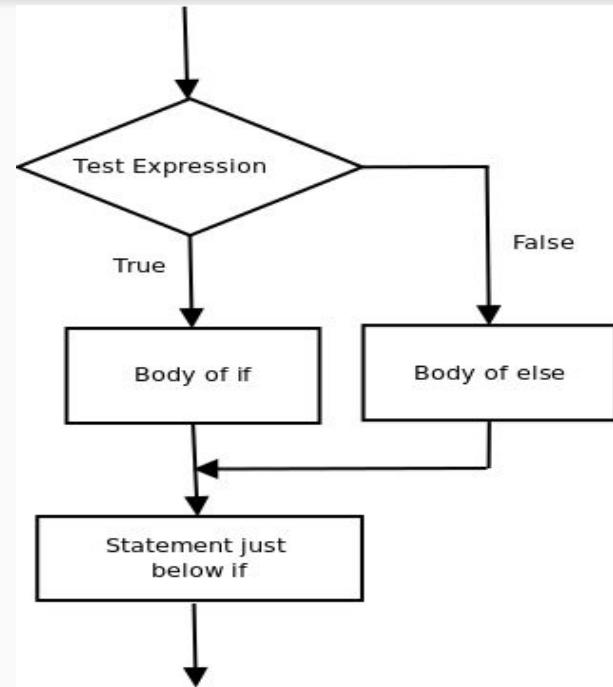 Test Expression
False
True
Body of if
Body of else
Statement just
below if